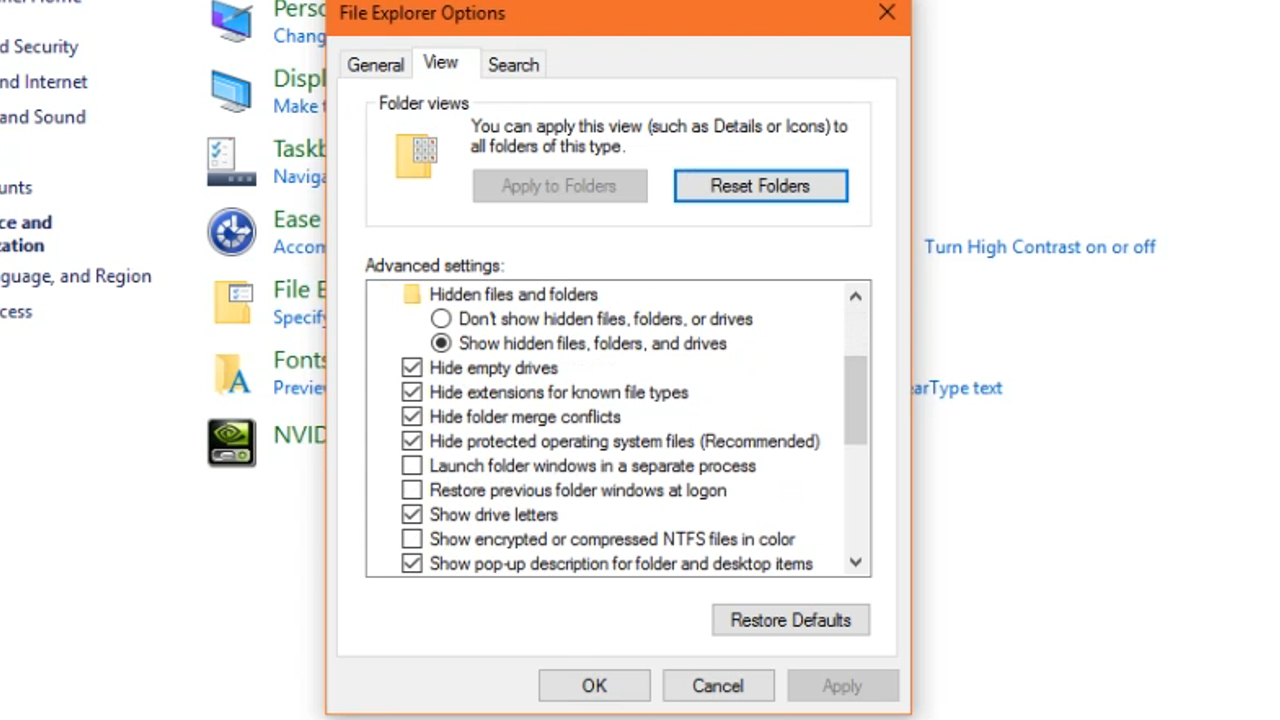 File Explorer Options
General
View
Search
Folder views
You can apply this view (such as Details or Icons) to
all folders of this type.
Apply to Folders
Reset Folders
Advanced settings:
Hidden files and folders
Don't show hidden files, folders, or drives
Show hidden files, folders, and drives
Hide empty drives
Hide extensions for known file types
Hide folder merge conflicts
Hide protected operating system files (Recommended)
Launch folder windows in a separate process
Restore previous folder windows at logon
Show drive letters
Show encrypted or compressed NTFS files in color
Show pop-up description for folder and desktop items
Restore Defaults
OK
Cancel
Apply
d Security
nd Internet
and Sound
unts
ce and
zation
guage, and Region
cess
Perso
Chang
Displ
Make t
Taskb
Naviga
Ease
Accom
File E
Specify
Fonts
Preview
NVID
Turn High Contrast on or off
earType text